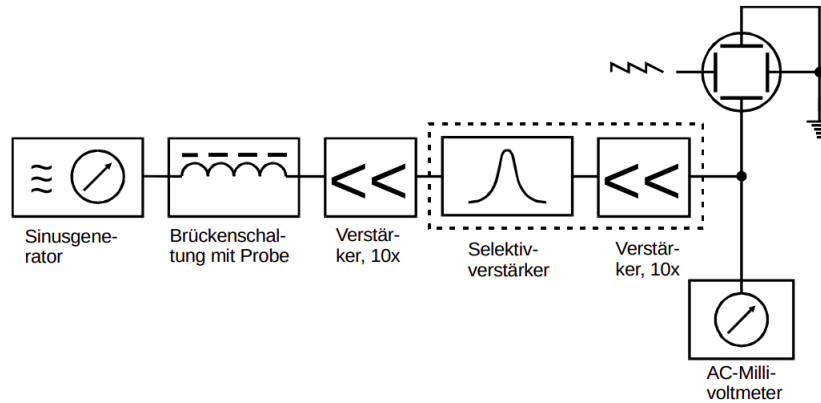 Sinusgene-
rator
Brückenschal-
tung mit Probe
Verstär-
ker, 10x
Selektiv-
verstärker
Verstär-
ker, 10x
AC-Milli-
voltmeter